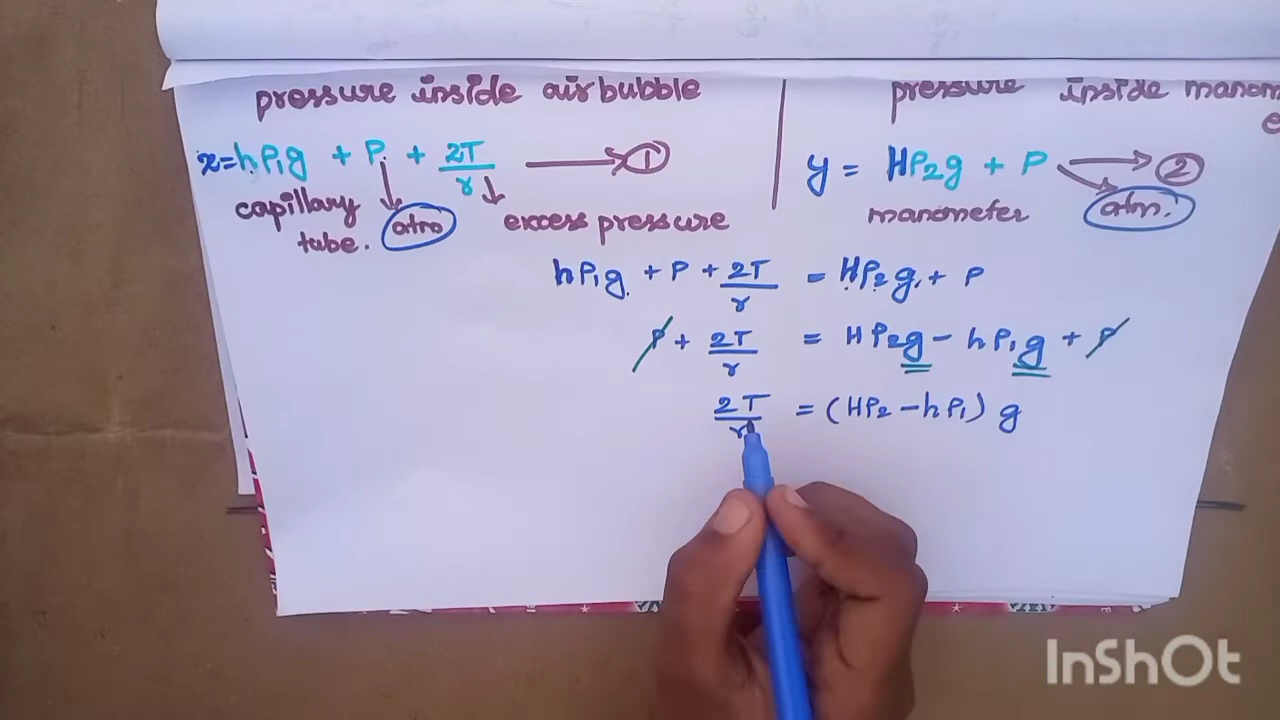 pressure inside air bubble
x = hP₁g + P + 2T/r → 1
capillary tube.
atm
excess pressure
pressure inside manom
e
y = HP₂g + P → 2
manometer
atm.
hP₁g + P + 2T/r = HP₂g + P
P + 2T/r = HP₂g - hP₁g + P
2T/r = (HP₂ - hP₁) g
InShOt